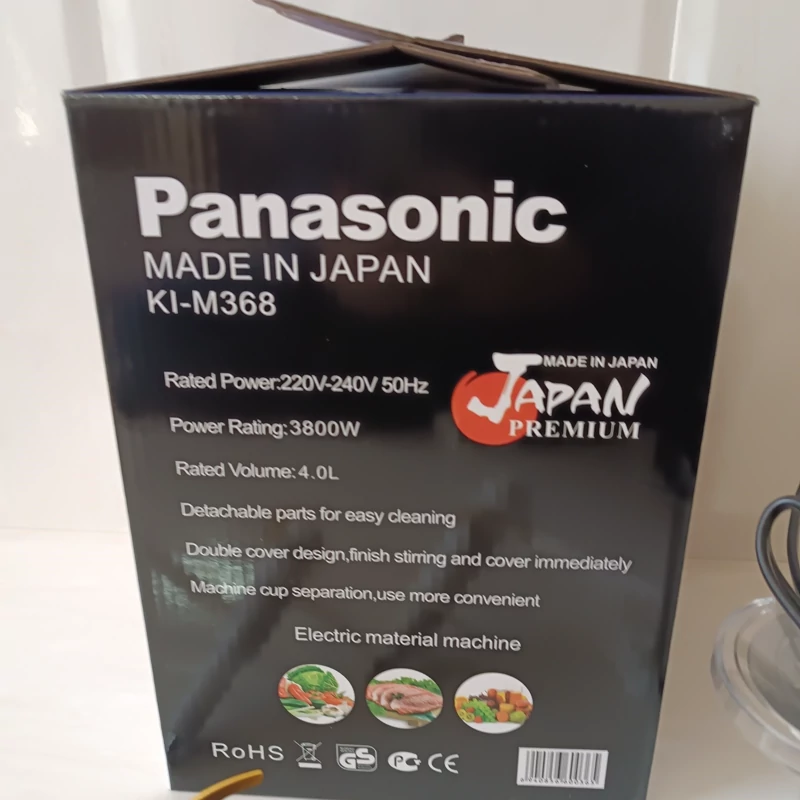 Panasonic
MADE IN JAPAN
KI-M368
MADE IN JAPAN
JAPAN
PREMIUM
Rated Power:220V-240V 50Hz
Power Rating:3800W
Rated Volume:4.0L
Detachable parts for easy cleaning
Double cover design,finish stirring and cover immediately
Machine cup separation,use more convenient
Electric material machine
RoHS
GS
PC
CE